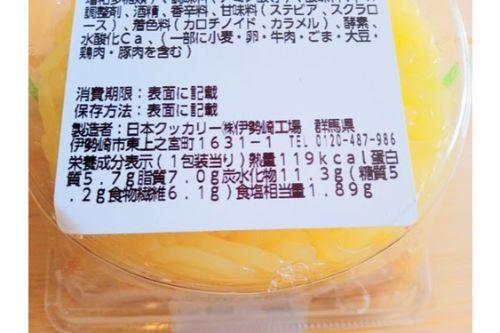 調整剤、酒精、香辛料、甘味料(ステビア、スクラロ
ース)、着色料(カロチノイド、カラメル)、酵素、
水酸化Ca、(一部に小麦・卵・牛肉・ごま・大豆・
鶏肉・豚肉を含む)
消費期限:表面に記載
保存方法:表面に記載
製造者:日本クッカリー㈱伊勢崎工場 群馬県
伊勢崎市東上之宮町1631-1 TEL 0120-487-986
栄養成分表示(1包装当り)熱量119kcal蛋白
質5.7g脂質7.0g炭水化物11.3g(糖質5
.2g食物繊維6.1g)食塩相当量1.89g